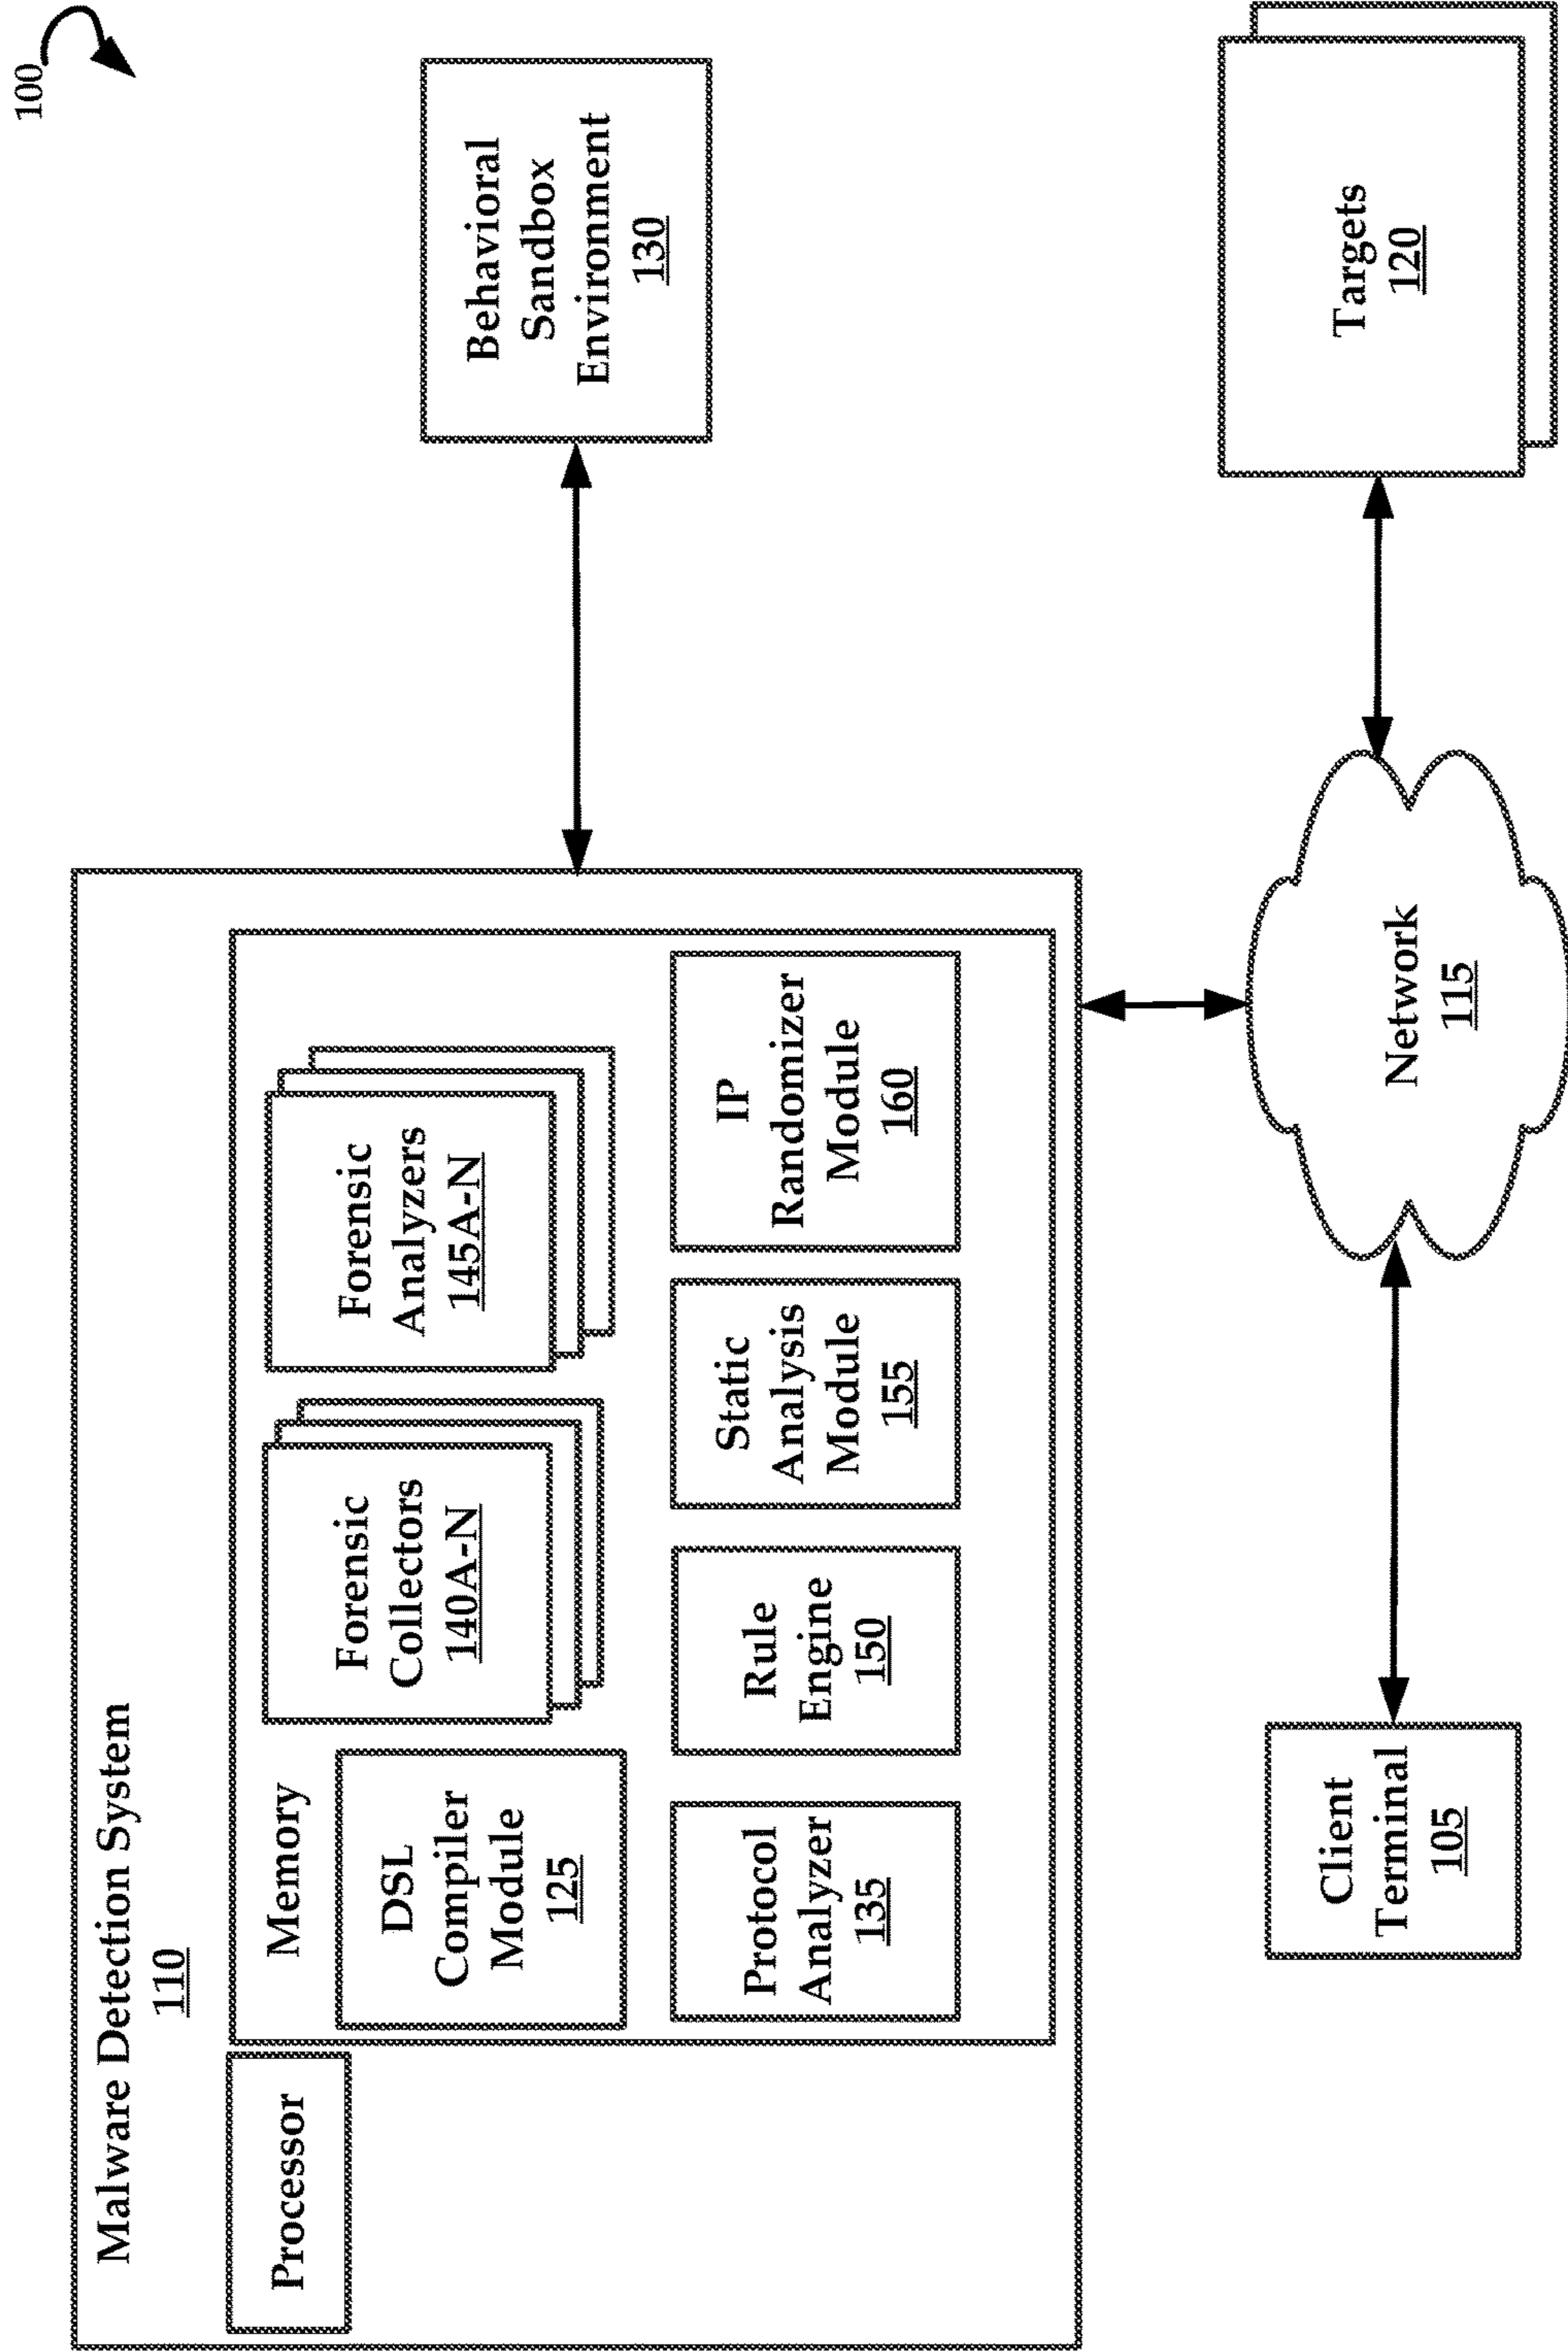 100
Malware Detection System
110
Processor
Memory
DSL
Compiler
Module
125
Forensic
Collectors
140A-N
Forensic
Analyzers
145A-N
Protocol
Analyzer
135
Rule
Engine
150
Static
Analysis
Module
155
IP
Randomizer
Module
160
Behavioral
Sandbox
Environment
130
Client
Terminal
105
Network
115
Targets
120